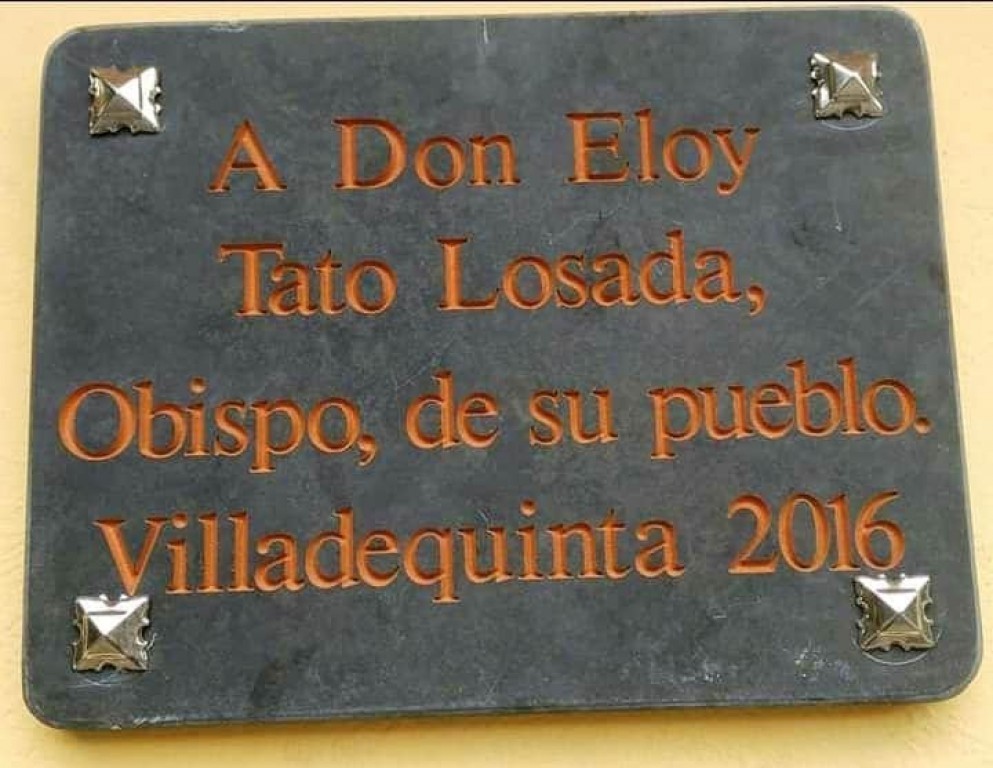 A Don Eloy
Tato Losada,
Obispo, de su pueblo.
Villadequinta 2016